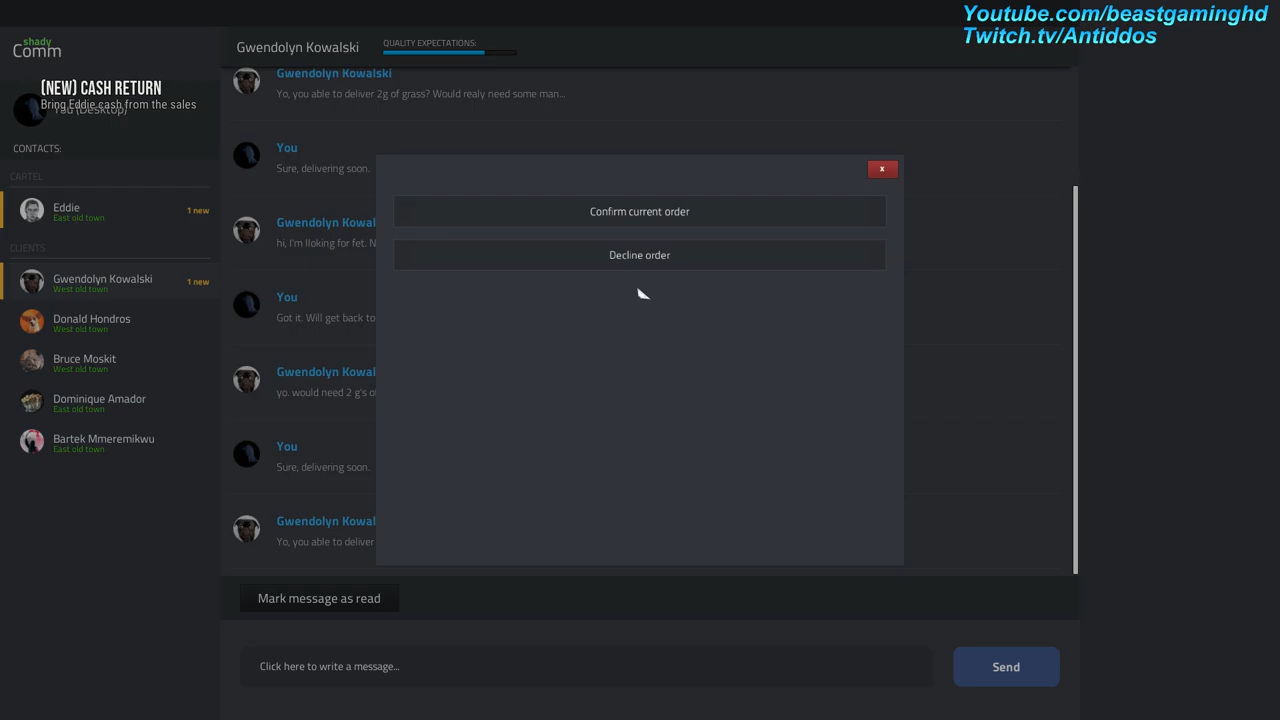 Youtube.com/beastgaminghd
Twitch.tv/Antiddos
shady
Comm
(NEW) CASH RETURN
Bring Eddie cash from the sales
You (Desktop)
CONTACTS:
CARTEL
Eddie
East old town
1 new
CLIENTS
Gwendolyn Kowalski
West old town
1 new
Donald Hondros
West old town
Bruce Moskit
West old town
Dominique Amador
East old town
Bartek Mmeremikwu
East old town
Gwendolyn Kowalski
QUALITY EXPECTATIONS:
Gwendolyn Kowalski
Yo, you able to deliver 2g of grass? Would realy need some man...
You
Sure, delivering soon.
Gwendolyn Kowal
hi, I'm lloking for fet. N
You
Got it. Will get back to
Gwendolyn Kowal
yo. would need 2 g's of
You
Sure, delivering soon.
Gwendolyn Kowal
Yo, you able to deliver
x
Confirm current order
Decline order
Mark message as read
Click here to write a message...
Send